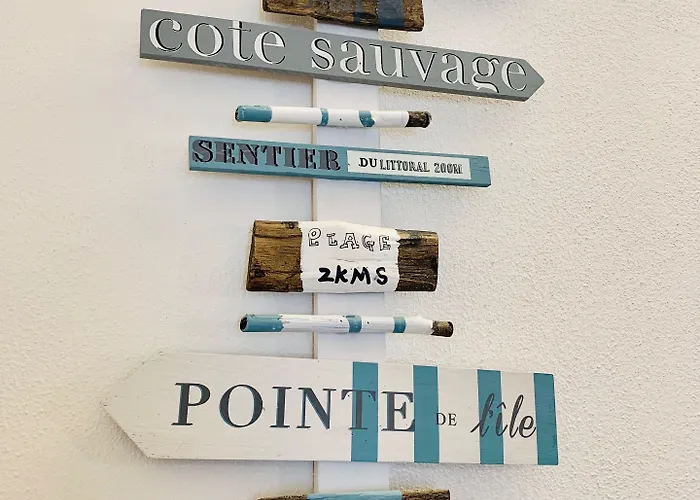 cote sauvage
SENTIER DU LITTORAL 200M
PLAGE
2KMS
POINTE DE l'île